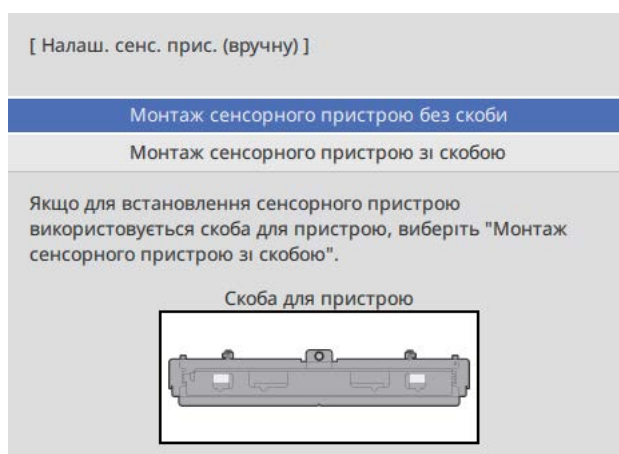 [ Налаш. сенс. прис. (вручну) ]
Монтаж сенсорного пристрою без скоби
Монтаж сенсорного пристрою зі скобою
Якщо для встановлення сенсорного пристрою
використовується скоба для пристрою, виберіть "Монтаж
сенсорного пристрою зі скобою".
Скоба для пристрою